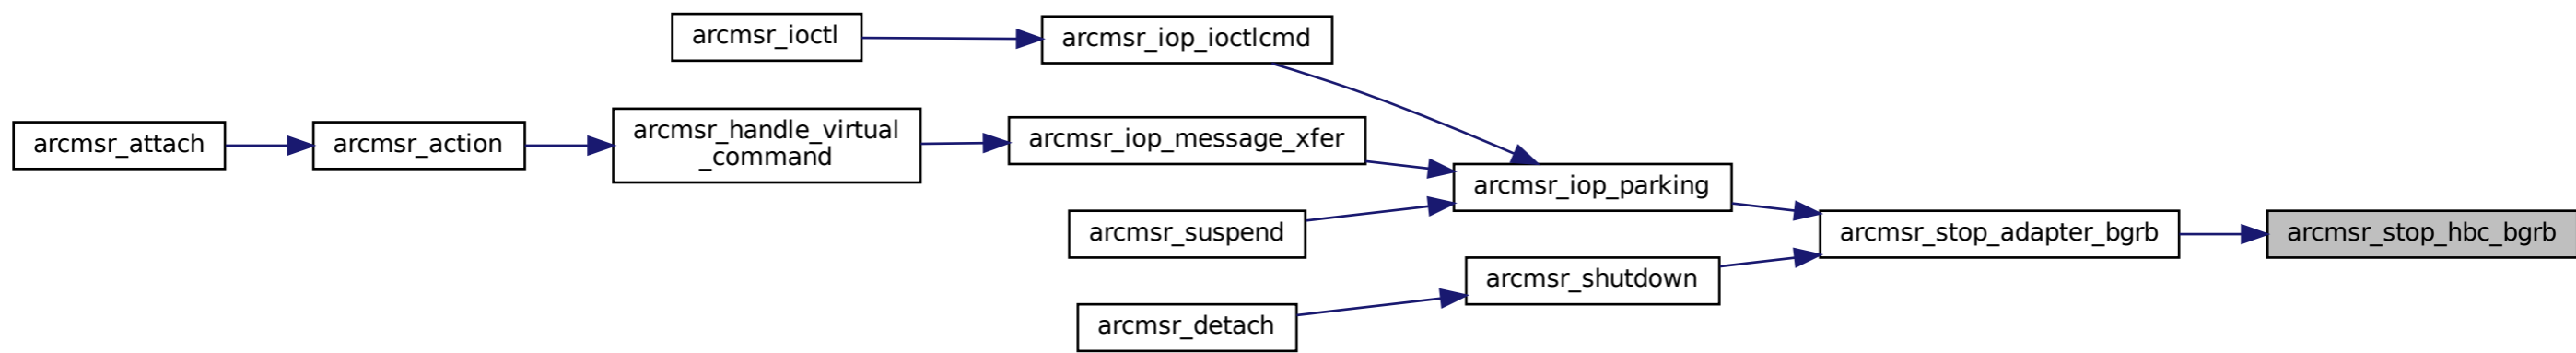 arcmsr_ioctl
arcmsr_iop_ioctlcmd
arcmsr_attach
arcmsr_action
arcmsr_handle_virtual
_command
arcmsr_iop_message_xfer
arcmsr_iop_parking
arcmsr_suspend
arcmsr_stop_adapter_bgrb
arcmsr_stop_hbc_bgrb
arcmsr_shutdown
arcmsr_detach